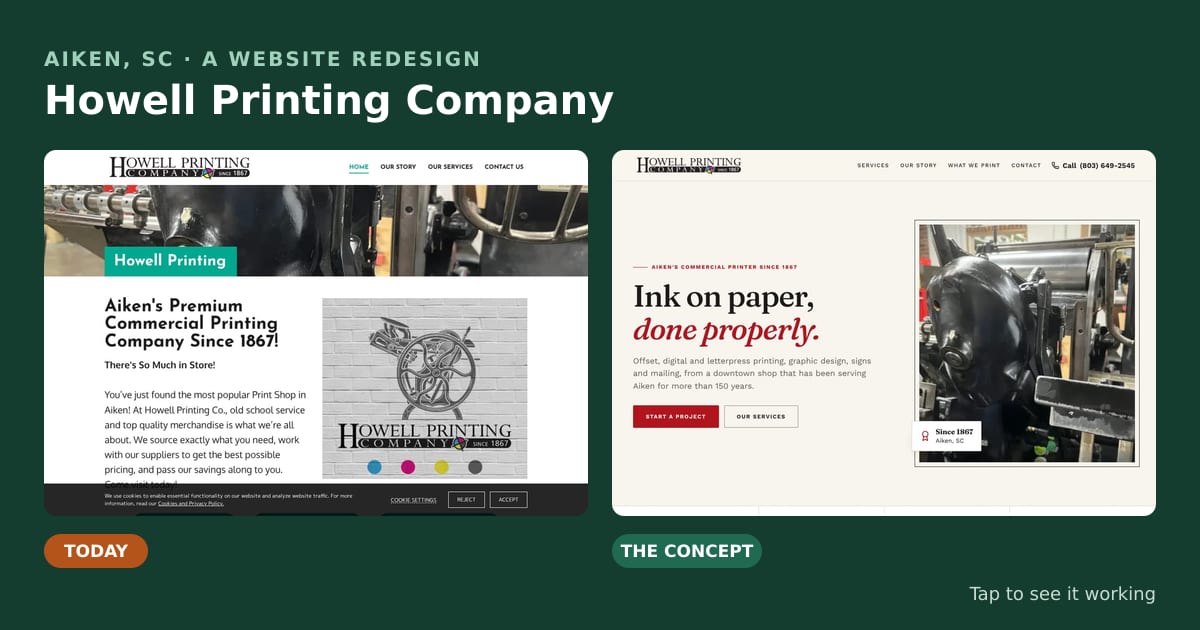 AIKEN, SC · A WEBSITE REDESIGN
Howell Printing Company
HOWELL PRINTING
COMPANY SINCE 1867
HOME OUR STORY OUR SERVICES CONTACT US
Howell Printing
Aiken's Premium
Commercial Printing
Company Since 1867!
There's So Much in Store!
You've just found the most popular Print Shop in
Aiken! At Howell Printing Co., old school service
and top quality merchandise is what we're all
about. We source exactly what you need, work
with our suppliers to get the best possible
pricing, and pass our savings along to you.
Come visit today!
HOWELL PRINTING
COMPANY SINCE 1867
We use cookies to enable essential functionality on our website and analyze website traffic. For more
information, read our Cookies and Privacy Policy.
COOKIE SETTINGS REJECT ACCEPT
HOWELL PRINTING
COMPANY SINCE 1867
SERVICES OUR STORY WHAT WE PRINT CONTACT Call (803) 649-2545
AIKEN'S COMMERCIAL PRINTER SINCE 1867
Ink on paper,
done properly.
Offset, digital and letterpress printing, graphic design, signs
and mailing, from a downtown shop that has been serving
Aiken for more than 150 years.
START A PROJECT OUR SERVICES
Since 1867
Aiken, SC
TODAY
THE CONCEPT
Tap to see it working